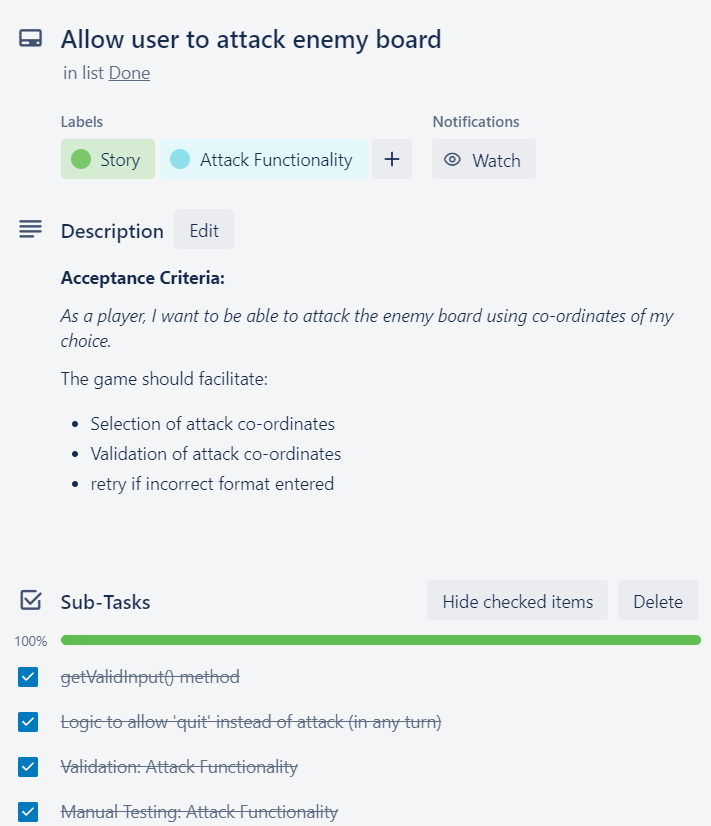 Allow user to attack enemy board
in list Done
Labels
Notifications
Story
Attack Functionality
+
Watch
Description
Edit
Acceptance Criteria:
As a player, I want to be able to attack the enemy board using co-ordinates of my
choice.
The game should facilitate:
• Selection of attack co-ordinates
• Validation of attack co-ordinates
• retry if incorrect format entered
Sub-Tasks
Hide checked items
Delete
100%
getValidInput() method
Logic to allow 'quit' instead of attack (in any turn)
Validation: Attack Functionality
Manual Testing: Attack Functionality